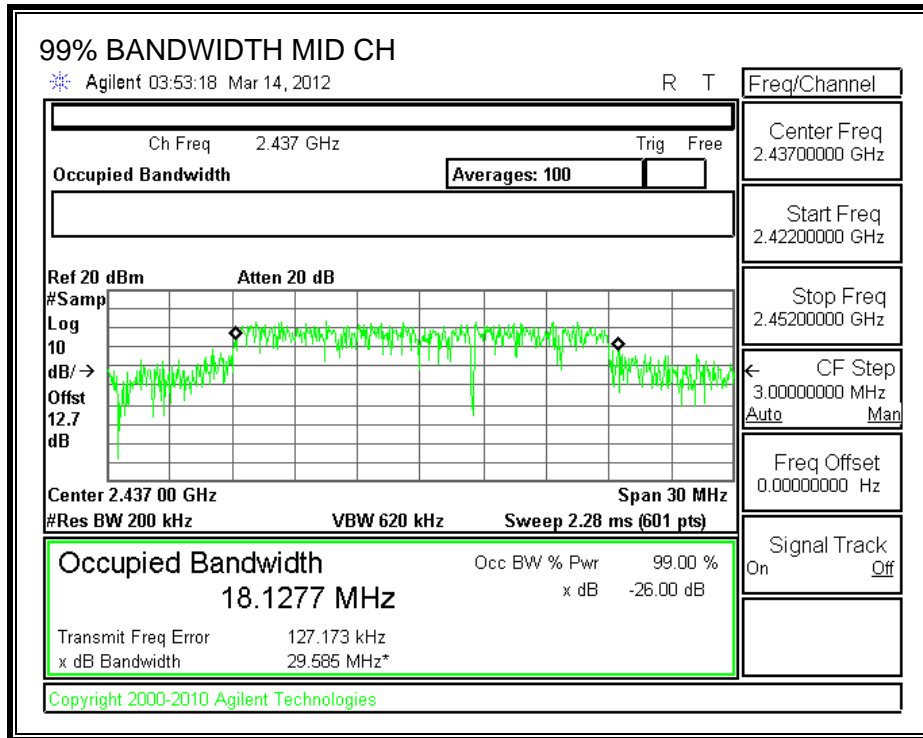 99% BANDWIDTH MID CH
Agilent 03:53:18 Mar 14, 2012 R T
Ch Freq 2.437 GHz Trig Free
Occupied Bandwidth Averages: 100
Ref 20 dBm Atten 20 dB
#Samp
Log
10
dB/ →
Offst
12.7
dB
Center 2.437 00 GHz Span 30 MHz
#Res BW 200 kHz VBW 620 kHz Sweep 2.28 ms (601 pts)
Occupied Bandwidth Occ BW % Pwr 99.00 %
18.1277 MHz x dB -26.00 dB
Transmit Freq Error 127.173 kHz
x dB Bandwidth 29.585 MHz*
Copyright 2000-2010 Agilent Technologies
Freq/Channel
Center Freq
2.43700000 GHz
Start Freq
2.42200000 GHz
Stop Freq
2.45200000 GHz
← CF Step
3.00000000 MHz
Auto Man
Freq Offset
0.00000000 Hz
Signal Track
On Off